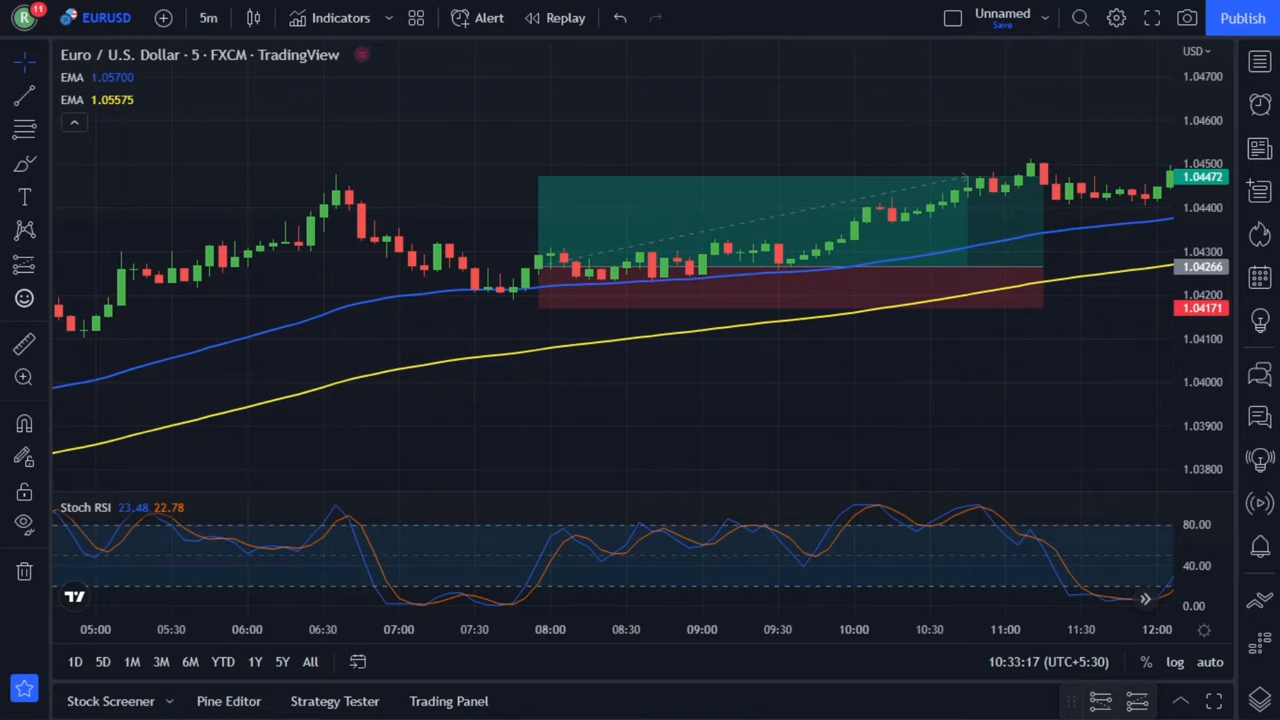 R 11 EURUSD 5m Indicators Alert Replay Unnamed Save Publish
Euro / U.S. Dollar · 5 · FXCM · TradingView
USD
EMA 1.05700
EMA 1.05575
1.04700
1.04600
1.04500
1.04472
1.04400
1.04300
1.04266
1.04200
1.04171
1.04100
1.04000
1.03900
1.03800
Stoch RSI 23.48 22.78
80.00
40.00
0.00
05:00 05:30 06:00 06:30 07:00 07:30 08:00 08:30 09:00 09:30 10:00 10:30 11:00 11:30 12:00
1D 5D 1M 3M 6M YTD 1Y 5Y All 10:33:17 (UTC+5:30) % log auto
Stock Screener Pine Editor Strategy Tester Trading Panel